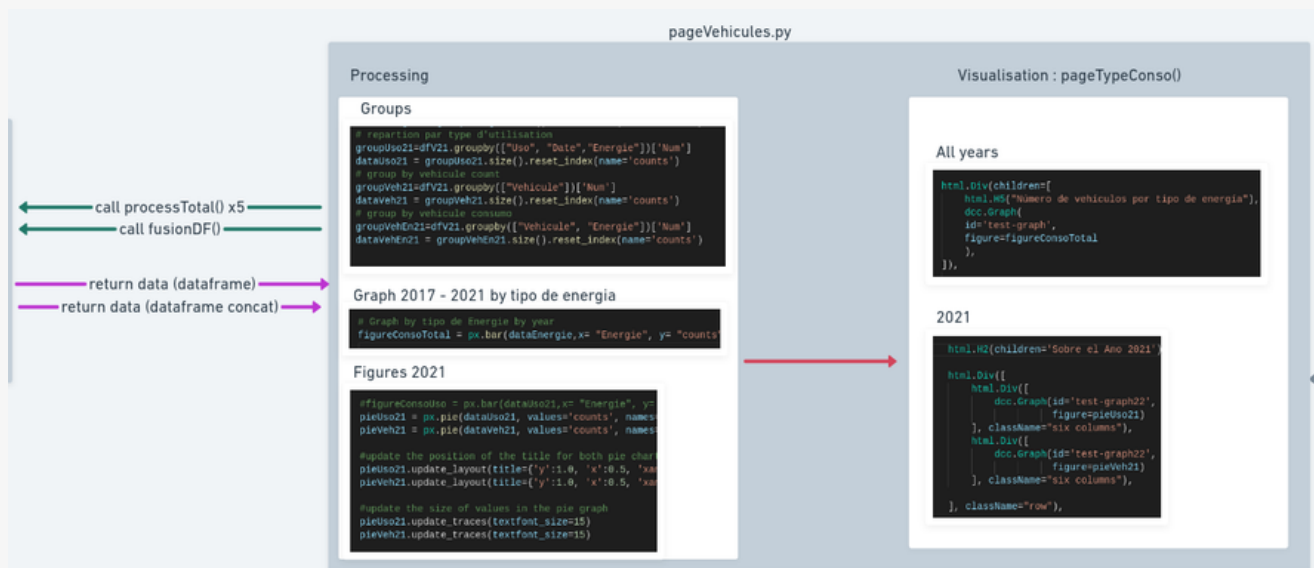 pageVehicules.py
Processing
Groups
# repartion par type d'utilisation
groupUso21=dfV21.groupby(["Uso", "Date","Energie"])['Num']
dataUso21 = groupUso21.size().reset_index(name='counts')
# group by vehicule count
groupVeh21=dfV21.groupby(["Vehicule"])['Num']
dataVeh21 = groupVeh21.size().reset_index(name='counts')
# group by vehicule consumo
groupVehEn21=dfV21.groupby(["Vehicule", "Energie"])['Num']
dataVehEn21 = groupVehEn21.size().reset_index(name='counts')
call processTotal() x5
call fusionDF()
return data (dataframe)
return data (dataframe concat)
Graph 2017 - 2021 by tipo de energia
# Graph by tipo de Energie by year
figureConsoTotal = px.bar(dataEnergie,x= "Energie", y= "counts"
Figures 2021
#figureConsoUso = px.bar(dataUso21,x= "Energie", y=
pieUso21 = px.pie(dataUso21, values='counts', names=
pieVeh21 = px.pie(dataVeh21, values='counts', names=
#update the position of the title for both pie chart
pieUso21.update_layout(title={'y':1.0, 'x':0.5, 'xan
pieVeh21.update_layout(title={'y':1.0, 'x':0.5, 'xan
#update the size of values in the pie graph
pieUso21.update_traces(textfont_size=15)
pieVeh21.update_traces(textfont_size=15)
Visualisation : pageTypeConso()
All years
html.Div(children=[
html.H5("Número de vehiculos por tipo de energía"),
dcc.Graph(
id='test-graph',
figure=figureConsoTotal
),
]),
2021
html.H2(children='Sobre el Ano 2021')
html.Div([
html.Div([
dcc.Graph(id='test-graph22',
figure=pieUso21)
], className="six columns"),
html.Div([
dcc.Graph(id='test-graph22',
figure=pieVeh21)
], className="six columns"),
], className="row"),